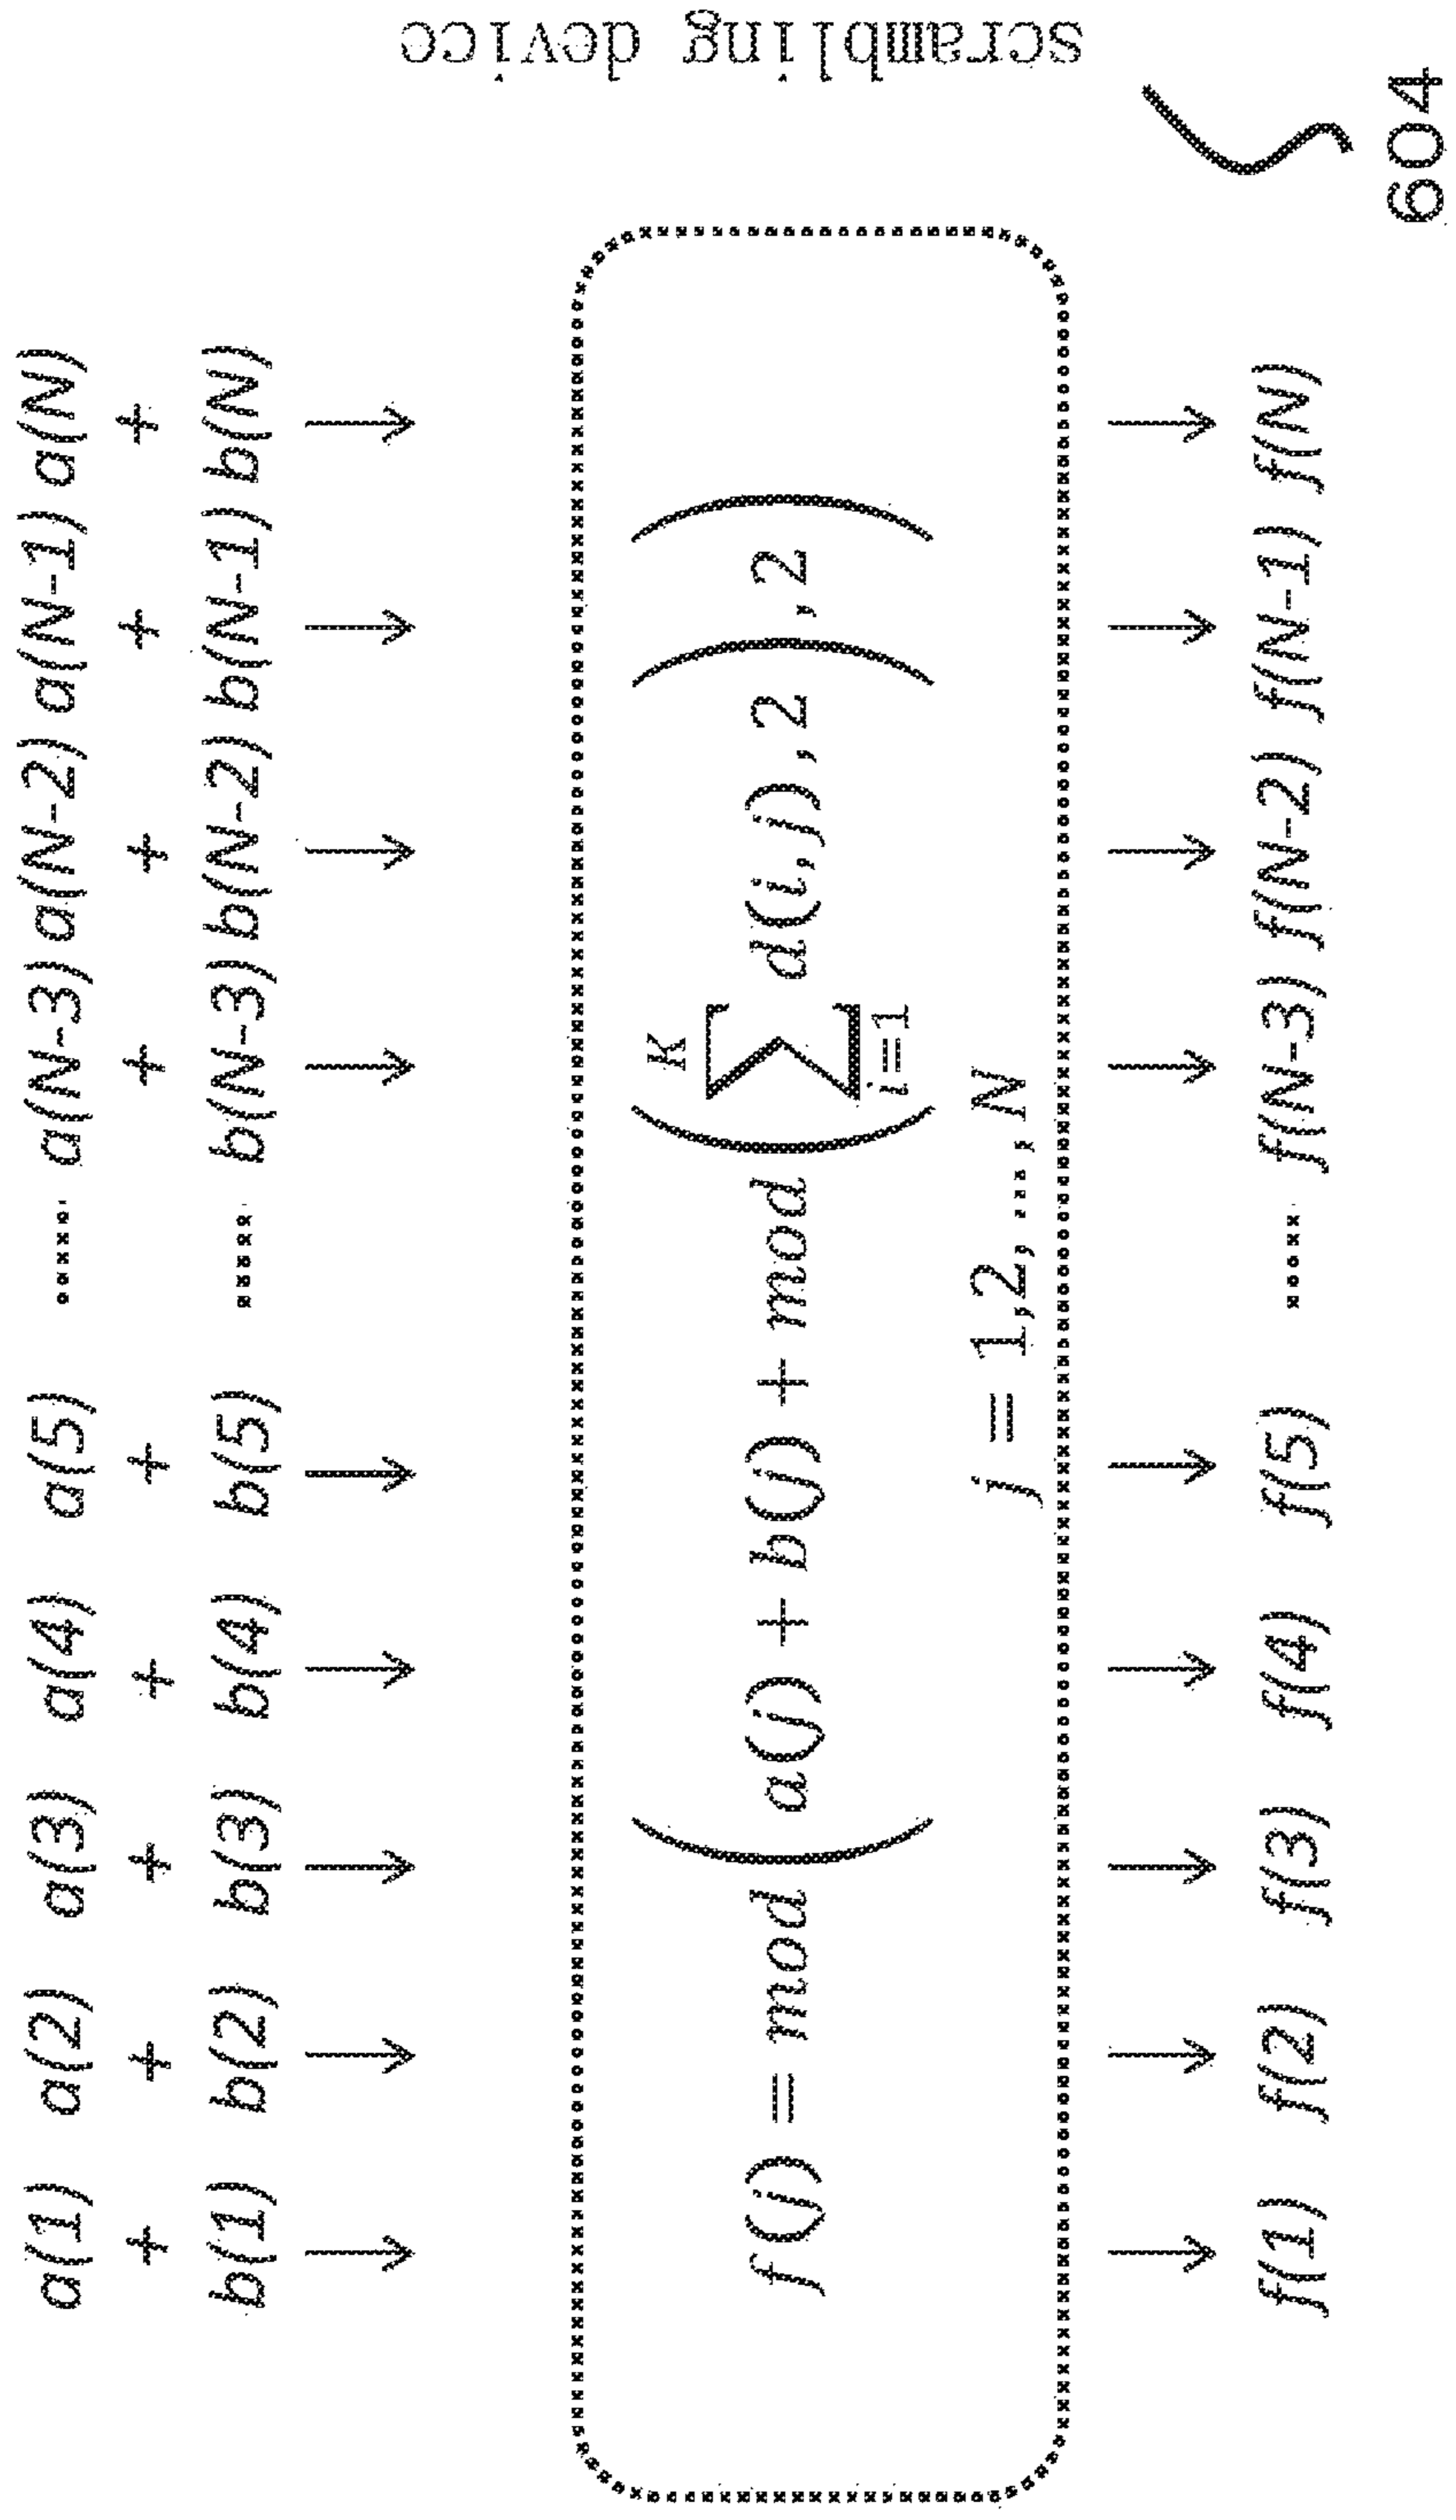 a(1) a(2) a(3) a(4) a(5) ..... a(N-3) a(N-2) a(N-1) a(N)
+ + + + + + + + +
b(1) b(2) b(3) b(4) b(5) ..... b(N-3) b(N-2) b(N-1) b(N)
f(j) = mod ( a(j) + b(j) + mod ( K ∑ i=1 d(i,j), 2 ) , 2 )
j = 1,2, ... , N
f(1) f(2) f(3) f(4) f(5) ..... f(N-3) f(N-2) f(N-1) f(N)
scrambling device
604